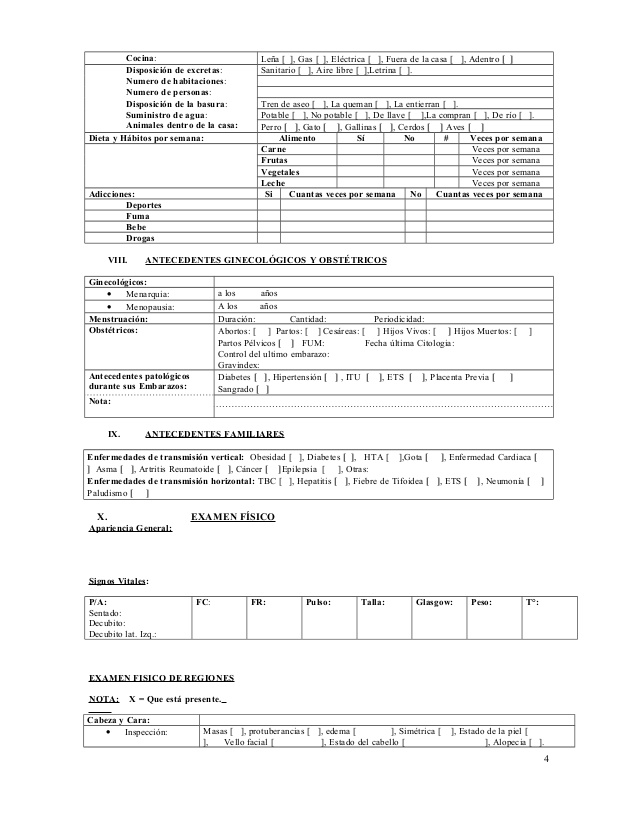 Cocina: Leña [ ], Gas [ ], Eléctrica [ ], Fuera de la casa [ ], Adentro [ ]
Disposición de excretas: Sanitario [ ], Aire libre [ ],Letrina [ ].
Numero de habitaciones:
Numero de personas:
Disposición de la basura: Tren de aseo [ ], La queman [ ], La entierran [ ].
Suministro de agua: Potable [ ], No potable [ ], De llave [ ],La compran [ ], De río [ ].
Animales dentro de la casa: Perro [ ], Gato [ ], Gallinas [ ], Cerdos [ ] Aves [ ]
Dieta y Hábitos por semana: Alimento Sí No # Veces por semana
Carne Veces por semana
Frutas Veces por semana
Vegetales Veces por semana
Leche Veces por semana
Adicciones: Si Cuantas veces por semana No Cuantas veces por semana
Deportes
Fuma
Bebe
Drogas
VIII. ANTECEDENTES GINECOLÓGICOS Y OBSTÉTRICOS
Ginecológicos:
• Menarquia: a los años
• Menopausia: A los años
Menstruación: Duración: Cantidad: Periodicidad:
Obstétricos: Abortos: [ ] Partos: [ ] Cesáreas: [ ] Hijos Vivos: [ ] Hijos Muertos: [ ]
Partos Pélvicos [ ] FUM: Fecha última Citología:
Control del ultimo embarazo:
Gravindex:
Antecedentes patológico Diabetes [ ], Hipertensión [ ] , ITU [ ], ETS [ ], Placenta Previa [ ]
durante sus Embarazos: Sangrado [ ]
Nota:
IX. ANTECEDENTES FAMILIARES
Enfermedades de transmisión vertical: Obesidad [ ], Diabetes [ ], HTA [ ],Gota [ ], Enfermedad Cardiaca [
] Asma [ ], Artritis Reumatoide [ ], Cáncer [ ]Epilepsia [ ], Otras:
Enfermedades de transmisión horizontal: TBC [ ], Hepatitis [ ], Fiebre de Tifoidea [ ], ETS [ ], Neumonía [ ]
Paludismo [ ]
X. EXAMEN FÍSICO
Apariencia General:
Signos Vitales:
P/A: FC: FR: Pulso: Talla: Glasgow: Peso: T°:
Sentado:
Decubito:
Decubito lat. Izq.:
EXAMEN FISICO DE REGIONES
NOTA: X = Que está presente._
Cabeza y Cara:
• Inspección: Masas [ ], protuberancias [ ], edema [ ], Simétrica [ ], Estado de la piel [
], Vello facial [ ], Estado del cabello [ ], Alopecia [ ].
4